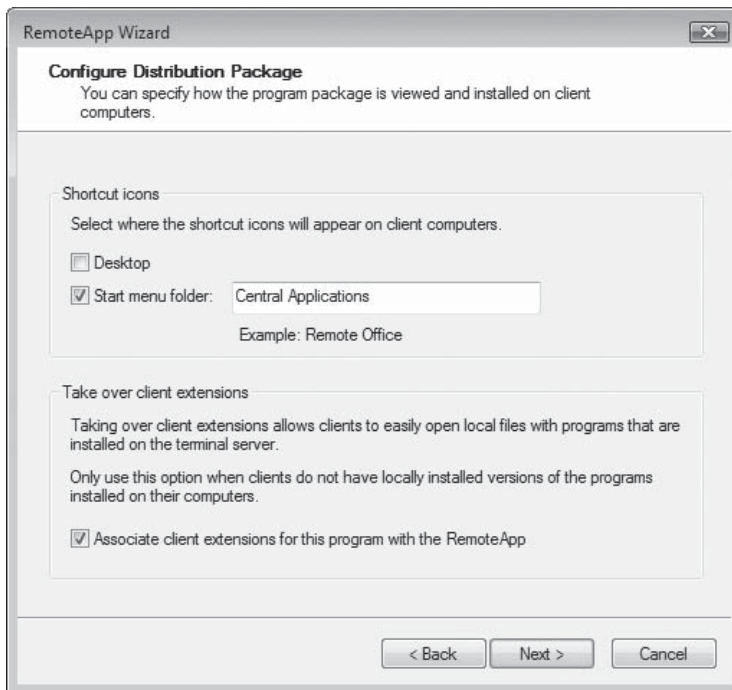 RemoteApp Wizard
Configure Distribution Package
You can specify how the program package is viewed and installed on client
computers.
Shortcut icons
Select where the shortcut icons will appear on client computers.
Desktop
Start menu folder: Central Applications
Example: Remote Office
Take over client extensions
Taking over client extensions allows clients to easily open local files with programs that are
installed on the terminal server.
Only use this option when clients do not have locally installed versions of the programs
installed on their computers.
Associate client extensions for this program with the RemoteApp
< Back Next > Cancel